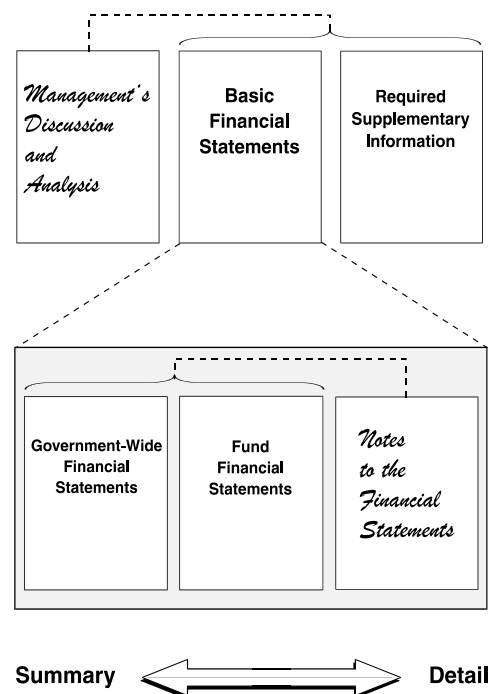 Management's
Discussion
and
Analysis
Basic
Financial
Statements
Required
Supplementary
Information
Government-Wide
Financial
Statements
Fund
Financial
Statements
Notes
to the
Financial
Statements
Summary
Detail